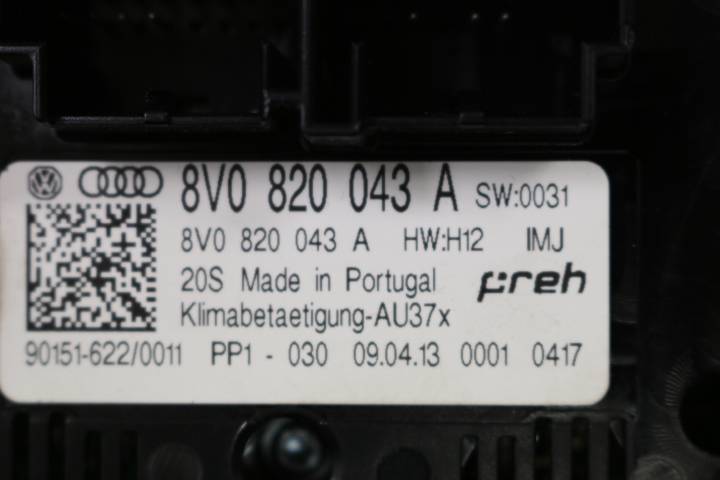 8V0 820 043 A SW:0031
8V0 820 043 A HW:H12 IMJ
20S Made in Portugal preh
Klimabetaetigung-AU37x
90151-622/0011 PP1 - 030 09.04.13 0001 0417